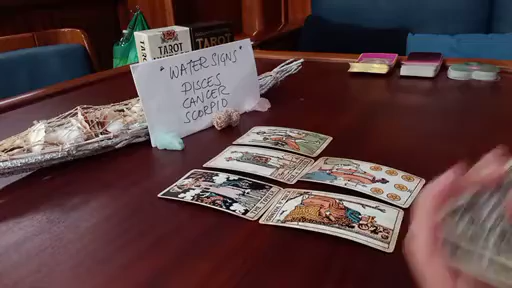 TAROT
TAROT
"WATER SIGNS"
PISCES
CANCER
SCORPIO